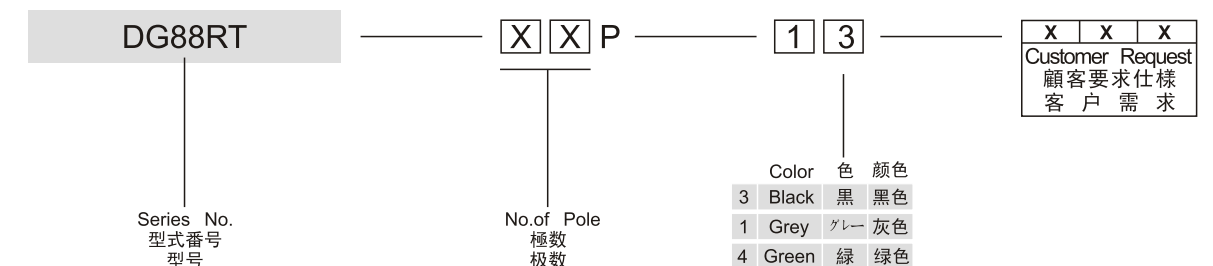 DG88RT X X P 1 3 X X X
Customer Request
顧客要求仕様
客户需求
Series No.
型式番号
型号
No.of Pole
極数
极数
Color 色 颜色
3 Black 黒 黑色
1 Grey グレー 灰色
4 Green 緑 绿色